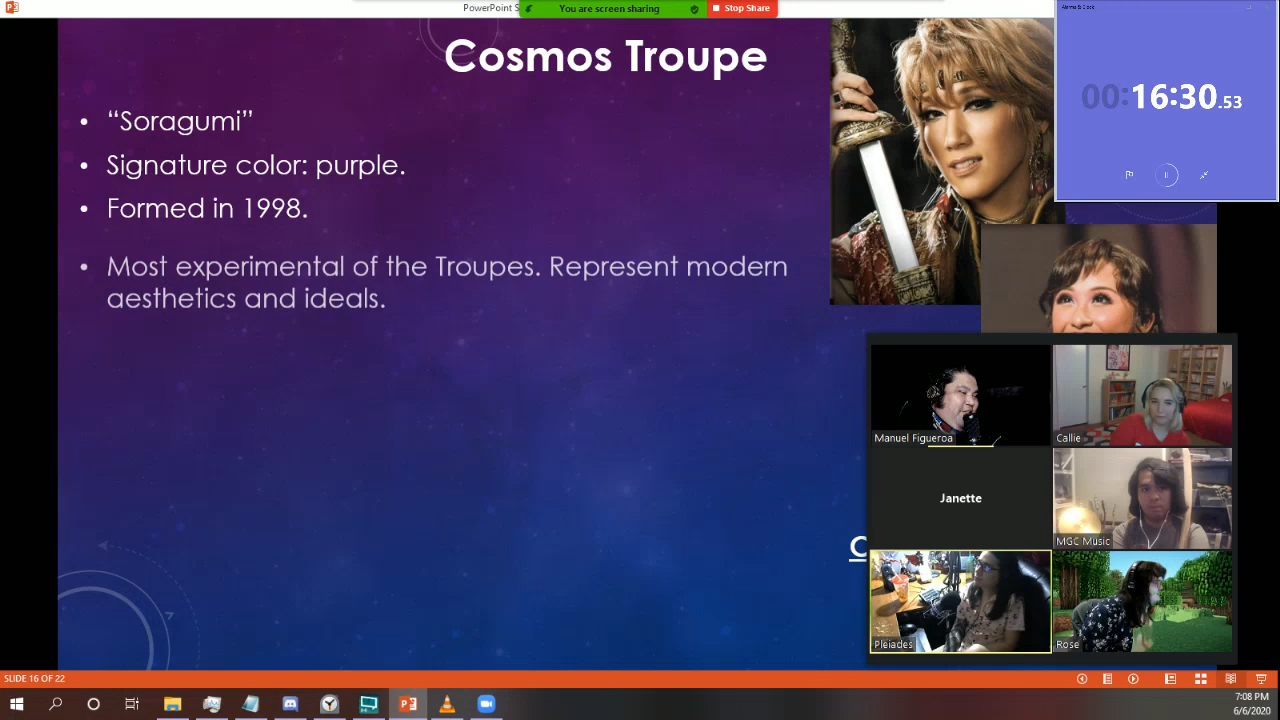 PowerPoint S
You are screen sharing
Stop Share
Cosmos Troupe
• “Soragumi”
• Signature color: purple.
• Formed in 1998.
• Most experimental of the Troupes. Represent modern
aesthetics and ideals.
00:16:30.53
Manuel Figueroa
Callie
Janette
MGC Music
Pleiades
Rose
SLIDE 16 OF 22
7:08 PM
6/6/2020